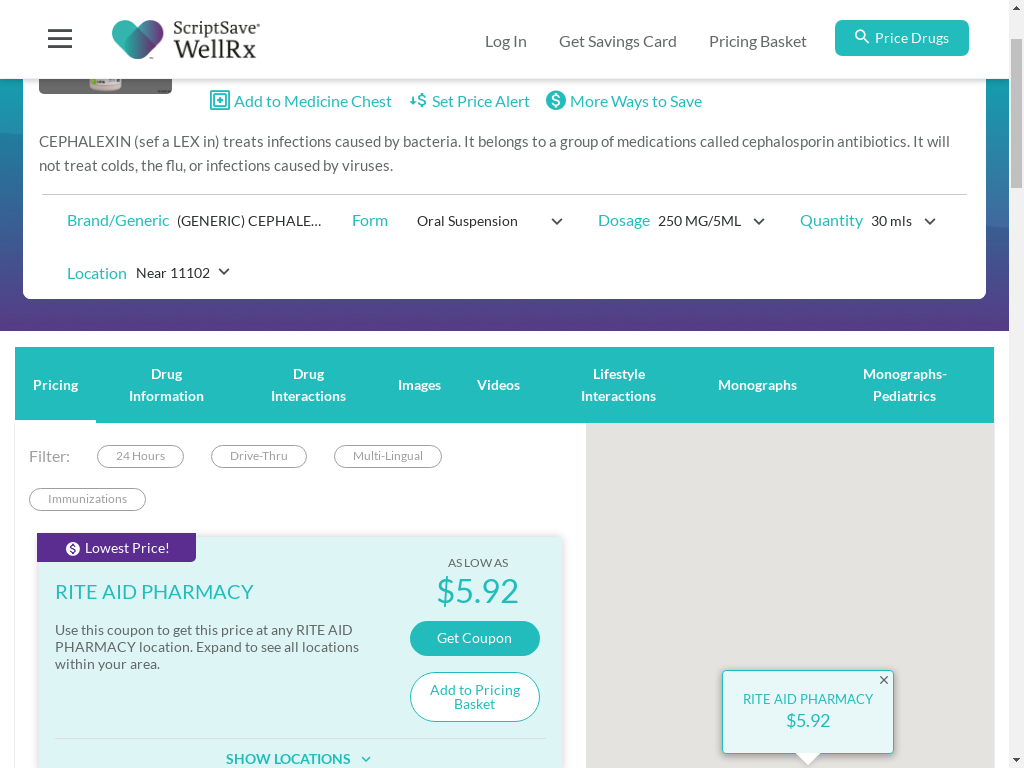 ScriptSave®
WellRx™
Log In
Get Savings Card
Pricing Basket
Price Drugs
Add to Medicine Chest
Set Price Alert
More Ways to Save
CEPHALEXIN (sef a LEX in) treats infections caused by bacteria. It belongs to a group of medications called cephalosporin antibiotics. It will
not treat colds, the flu, or infections caused by viruses.
Brand/Generic (GENERIC) CEPHALE...
Form Oral Suspension
Dosage 250 MG/5ML
Quantity 30 mls
Location Near 11102
Pricing
Drug
Information
Drug
Interactions
Images
Videos
Lifestyle
Interactions
Monographs
Monographs-
Pediatrics
Filter:
24 Hours
Drive-Thru
Multi-Lingual
Immunizations
Lowest Price!
RITE AID PHARMACY
Use this coupon to get this price at any RITE AID
PHARMACY location. Expand to see all locations
within your area.
AS LOW AS
$5.92
Get Coupon
Add to Pricing
Basket
SHOW LOCATIONS
RITE AID PHARMACY
$5.92